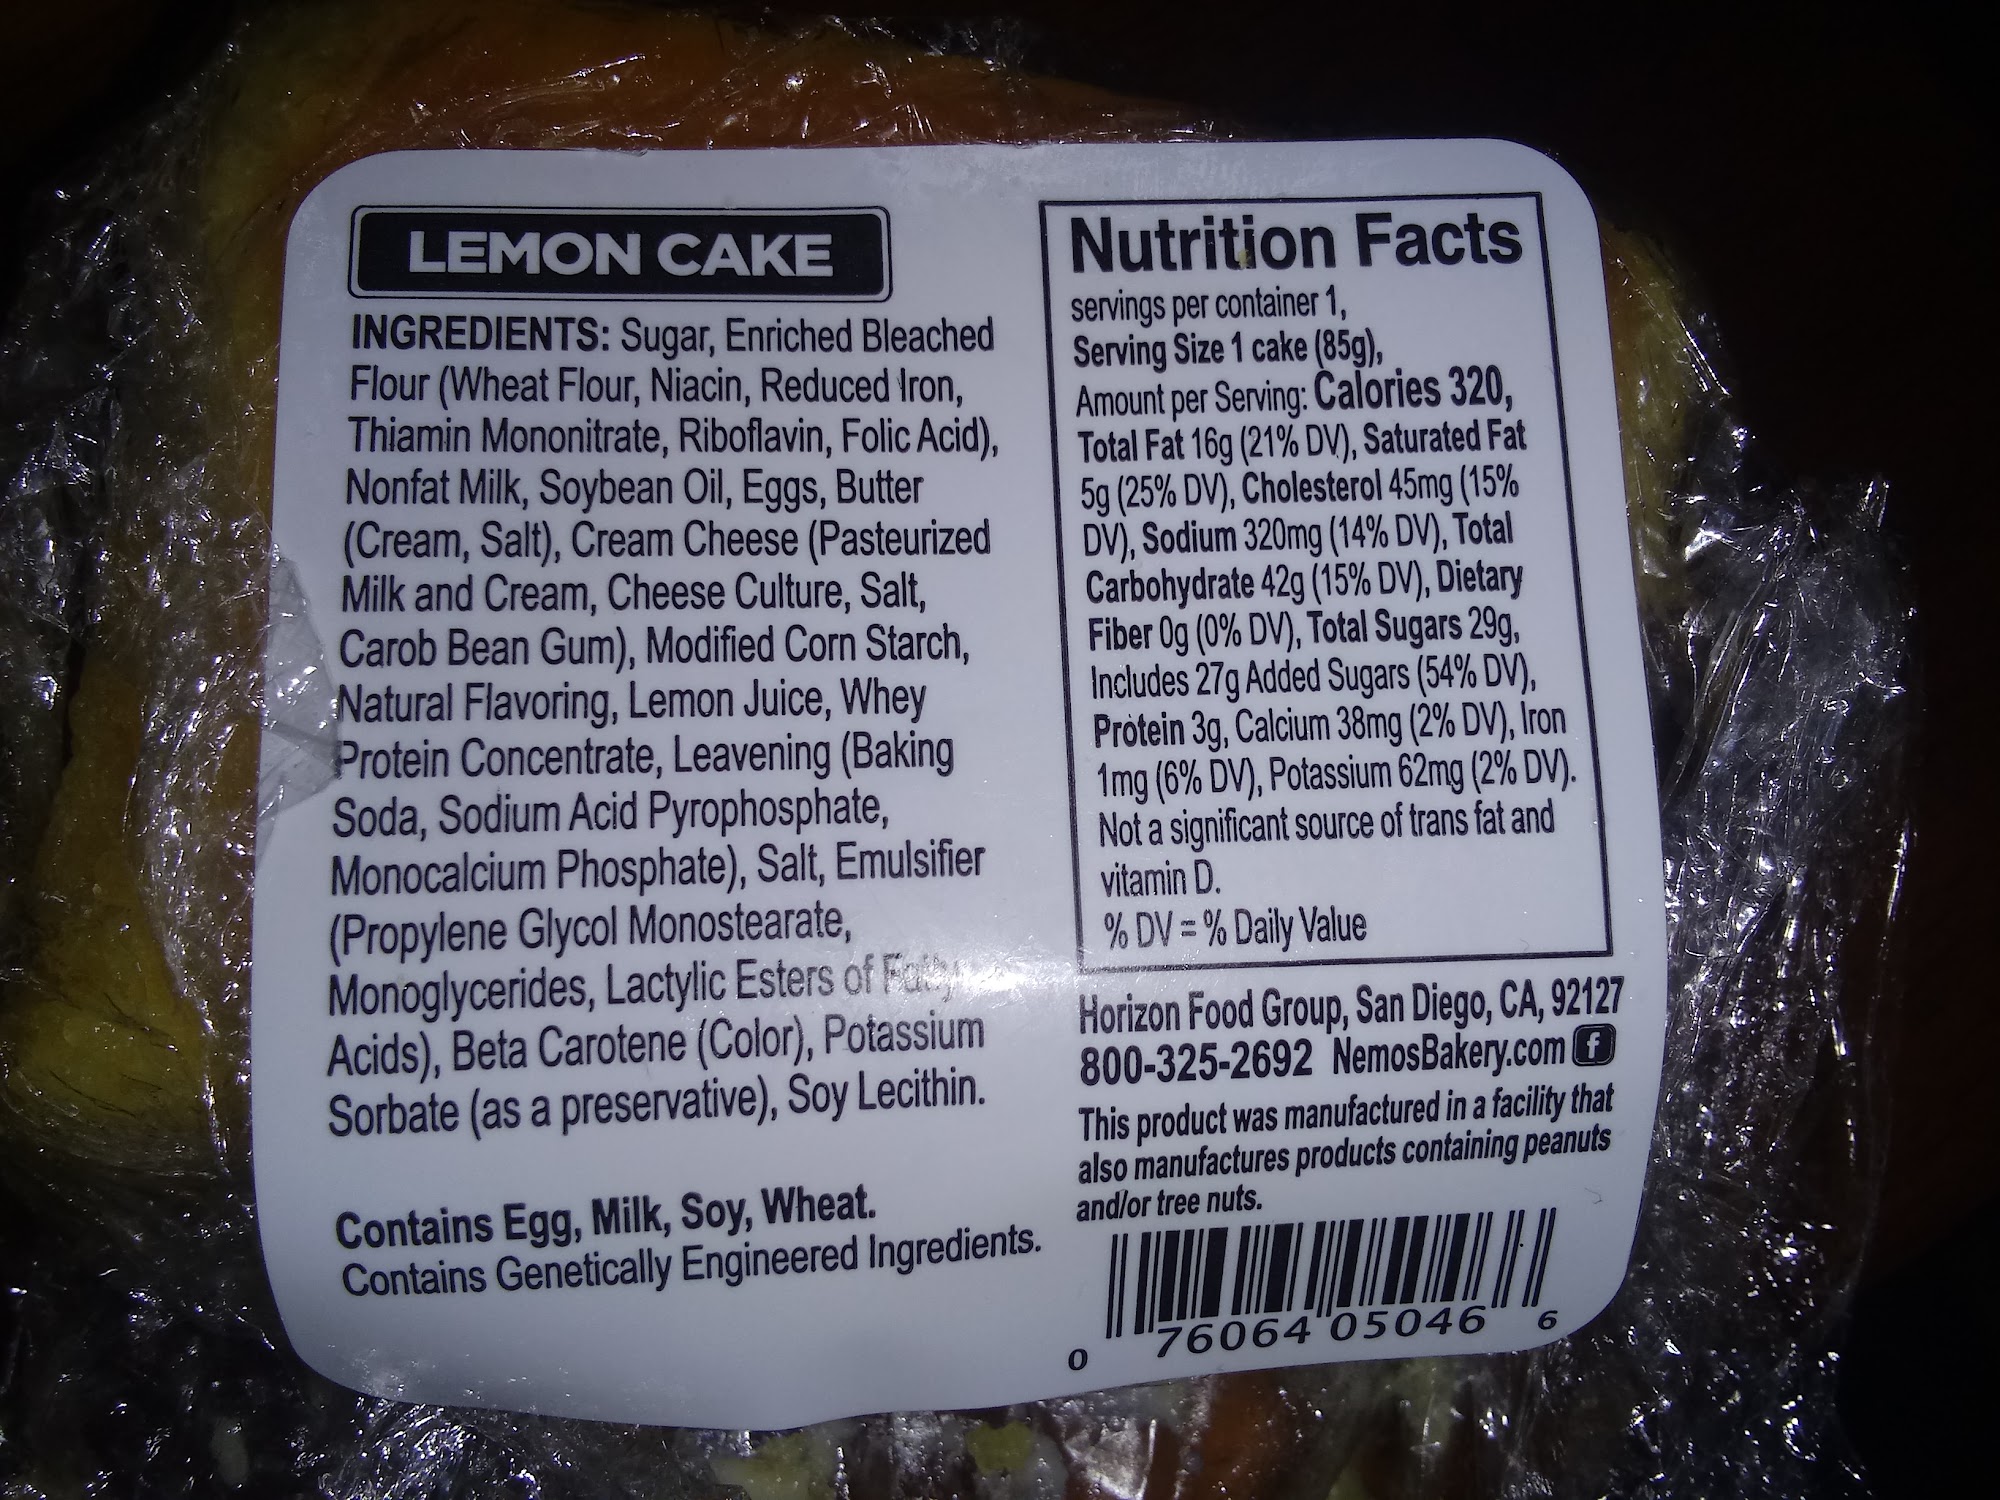 LEMON CAKE
INGREDIENTS: Sugar, Enriched Bleached
Flour (Wheat Flour, Niacin, Reduced Iron,
Thiamin Mononitrate, Riboflavin, Folic Acid),
Nonfat Milk, Soybean Oil, Eggs, Butter
(Cream, Salt), Cream Cheese (Pasteurized
Milk and Cream, Cheese Culture, Salt,
Carob Bean Gum), Modified Corn Starch,
Natural Flavoring, Lemon Juice, Whey
Protein Concentrate, Leavening (Baking
Soda, Sodium Acid Pyrophosphate,
Monocalcium Phosphate), Salt, Emulsifier
(Propylene Glycol Monostearate,
Monoglycerides, Lactylic Esters of Fatty
Acids), Beta Carotene (Color), Potassium
Sorbate (as a preservative), Soy Lecithin.
Contains Egg, Milk, Soy, Wheat.
Contains Genetically Engineered Ingredients.
Nutrition Facts
servings per container 1,
Serving Size 1 cake (85g),
Amount per Serving: Calories 320,
Total Fat 16g (21% DV), Saturated Fat
5g (25% DV), Cholesterol 45mg (15%
DV), Sodium 320mg (14% DV), Total
Carbohydrate 42g (15% DV), Dietary
Fiber 0g (0% DV), Total Sugars 29g,
Includes 27g Added Sugars (54% DV),
Protein 3g, Calcium 38mg (2% DV), Iron
1mg (6% DV), Potassium 62mg (2% DV).
Not a significant source of trans fat and
vitamin D.
% DV = % Daily Value
Horizon Food Group, San Diego, CA, 92127
800-325-2692 NemosBakery.com f
This product was manufactured in a facility that
also manufactures products containing peanuts
and/or tree nuts.
0 76064 05046 6